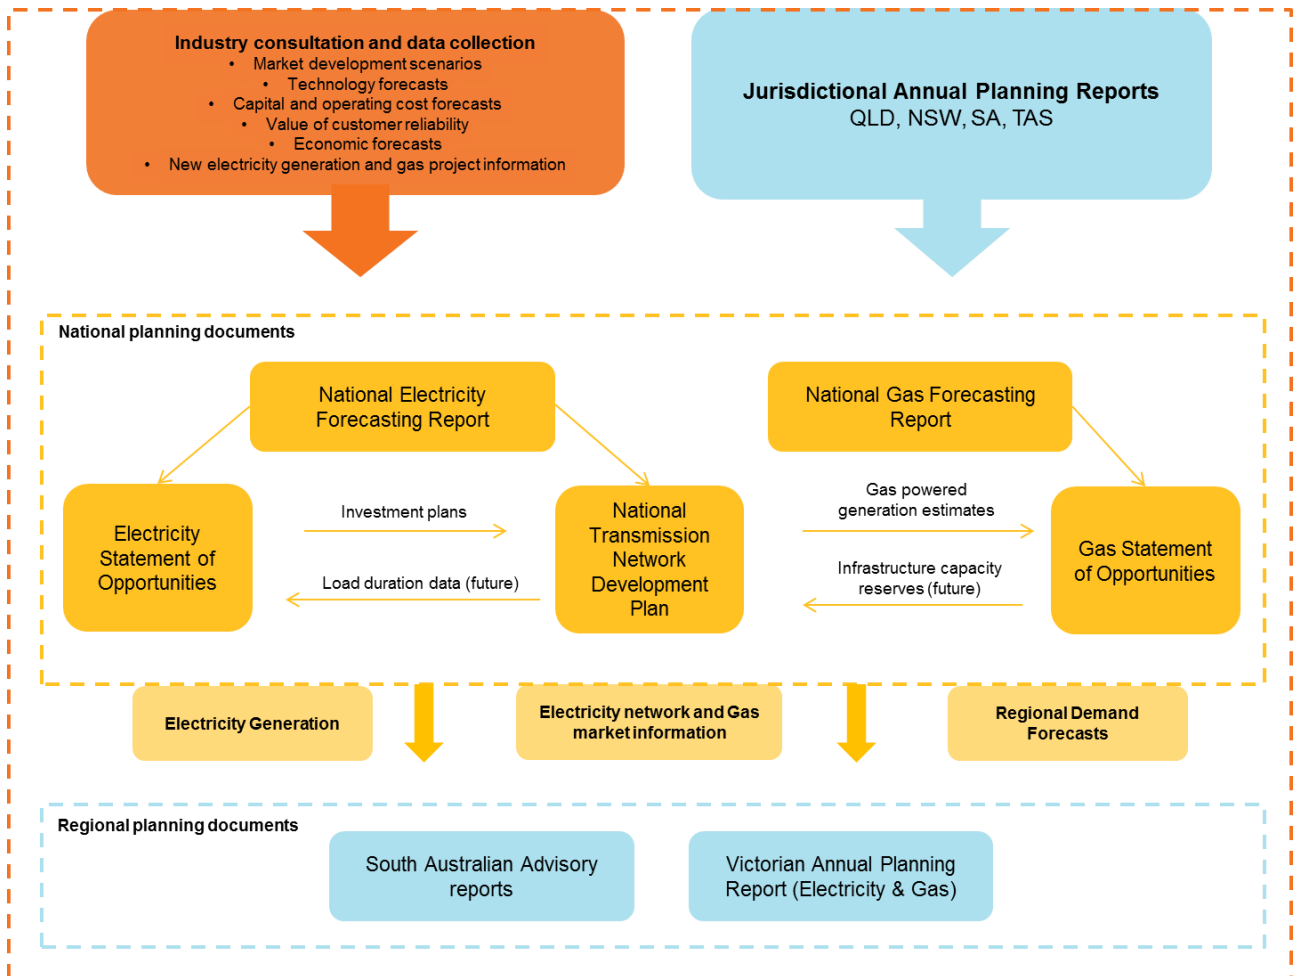 Industry consultation and data collection
• Market development scenarios
• Technology forecasts
• Capital and operating cost forecasts
• Value of customer reliability
• Economic forecasts
• New electricity generation and gas project information
Jurisdictional Annual Planning Reports
QLD, NSW, SA, TAS
National planning documents
National Electricity
Forecasting Report
National Gas Forecasting
Report
Electricity
Statement of
Opportunities
Investment plans
Load duration data (future)
National
Transmission
Network
Development
Plan
Gas powered
generation estimates
Infrastructure capacity
reserves (future)
Gas Statement
of Opportunities
Electricity Generation
Electricity network and Gas
market information
Regional Demand
Forecasts
Regional planning documents
South Australian Advisory
reports
Victorian Annual Planning
Report (Electricity & Gas)